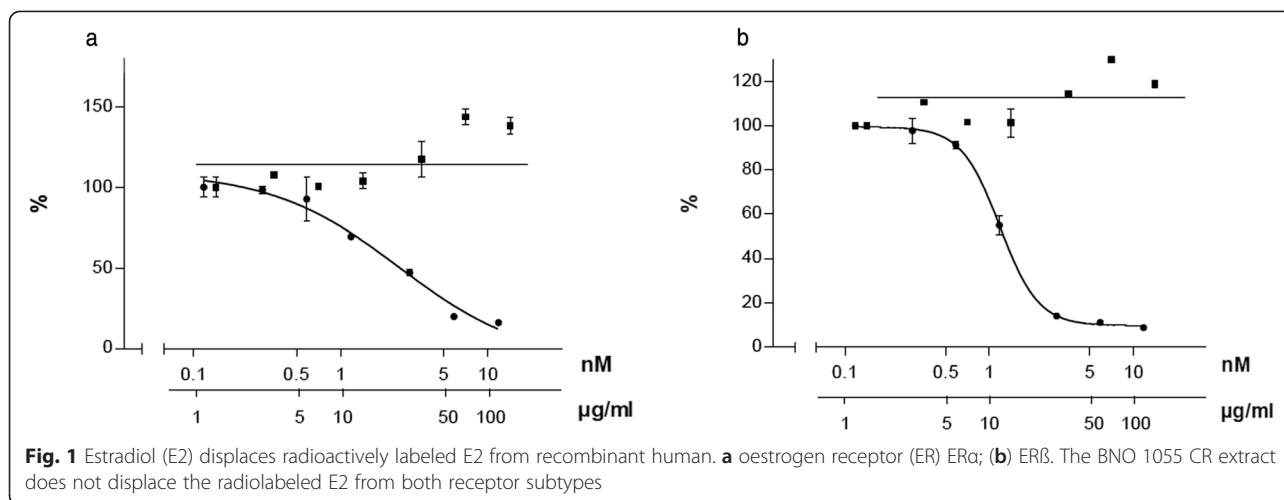 a
150
100
50
0
%
0.1 0.5 1 5 10 nM
1 5 10 50 100 µg/ml
b
120
100
80
60
40
20
0
%
0.1 0.5 1 5 10 nM
1 5 10 50 100 µg/ml
Fig. 1 Estradiol (E2) displaces radioactively labeled E2 from recombinant human. a oestrogen receptor (ER) ERα; (b) ERß. The BNO 1055 CR extract
does not displace the radiolabeled E2 from both receptor subtypes